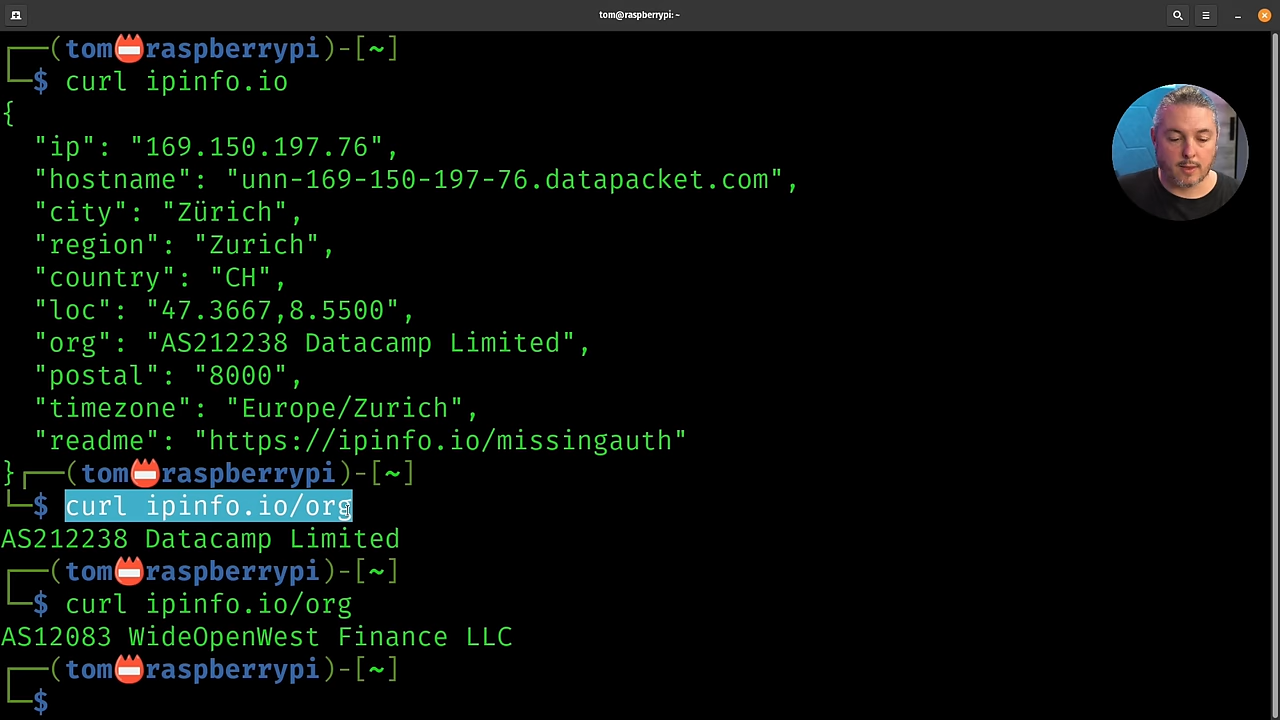 tom@raspberrypi: ~
(tom📛raspberrypi)-[~]
$ curl ipinfo.io
{
"ip": "169.150.197.76",
"hostname": "unn-169-150-197-76.datapacket.com",
"city": "Zürich",
"region": "Zurich",
"country": "CH",
"loc": "47.3667,8.5500",
"org": "AS212238 Datacamp Limited",
"postal": "8000",
"timezone": "Europe/Zurich",
"readme": "https://ipinfo.io/missingauth"
}(tom📛raspberrypi)-[~]
$ curl ipinfo.io/org
AS212238 Datacamp Limited
(tom📛raspberrypi)-[~]
$ curl ipinfo.io/org
AS12083 WideOpenWest Finance LLC
(tom📛raspberrypi)-[~]
$